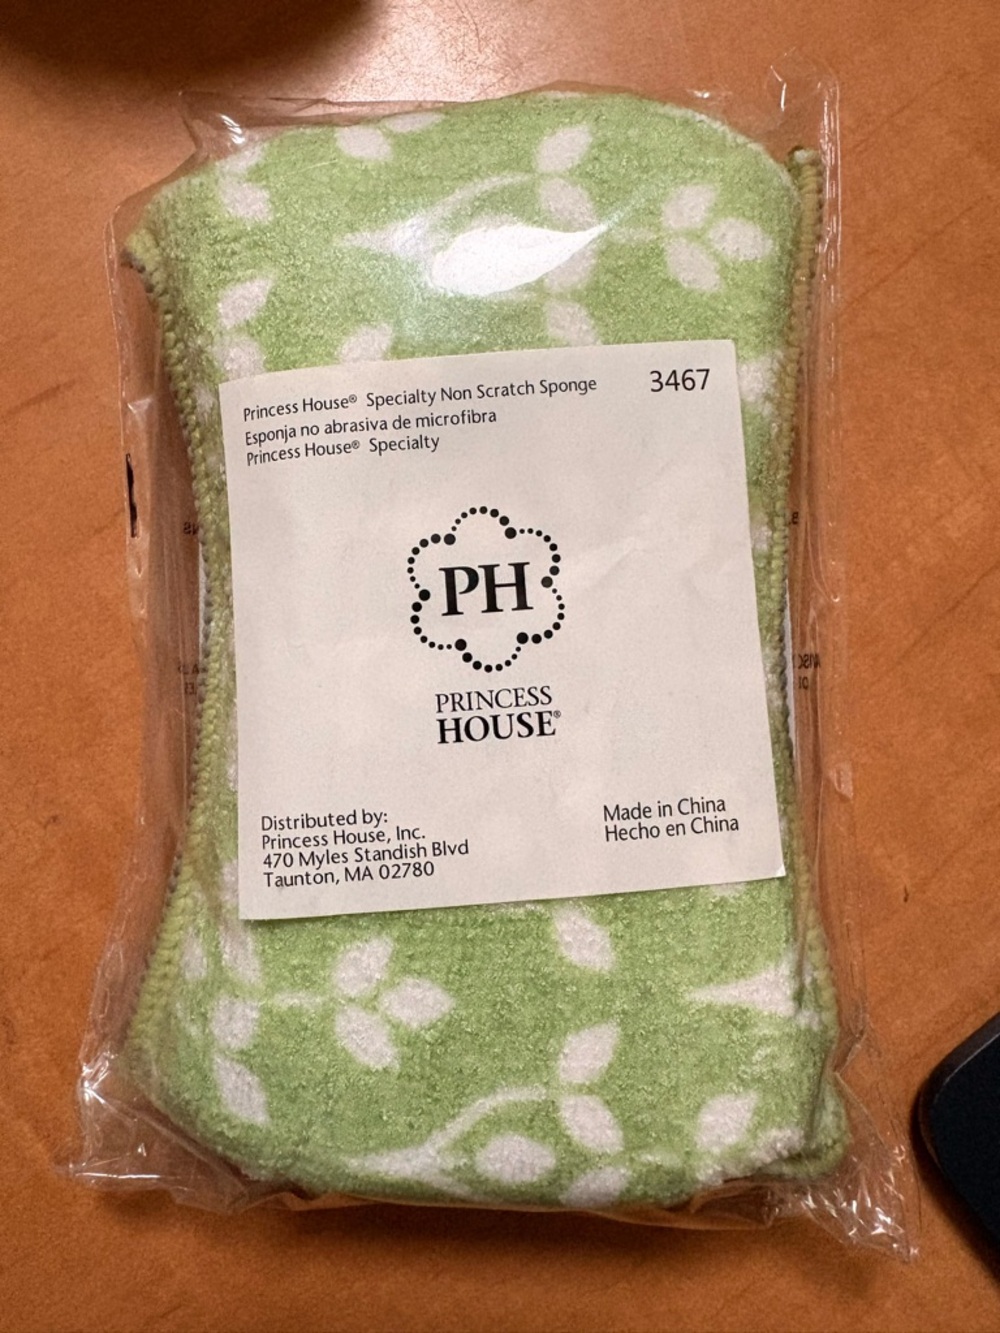 Princess House® Specialty Non Scratch Sponge
3467
Esponja no abrasiva de microfibra
Princess House® Specialty
PH
PRINCESS
HOUSE®
Distributed by:
Princess House, Inc.
470 Myles Standish Blvd
Taunton, MA 02780
Made in China
Hecho en China